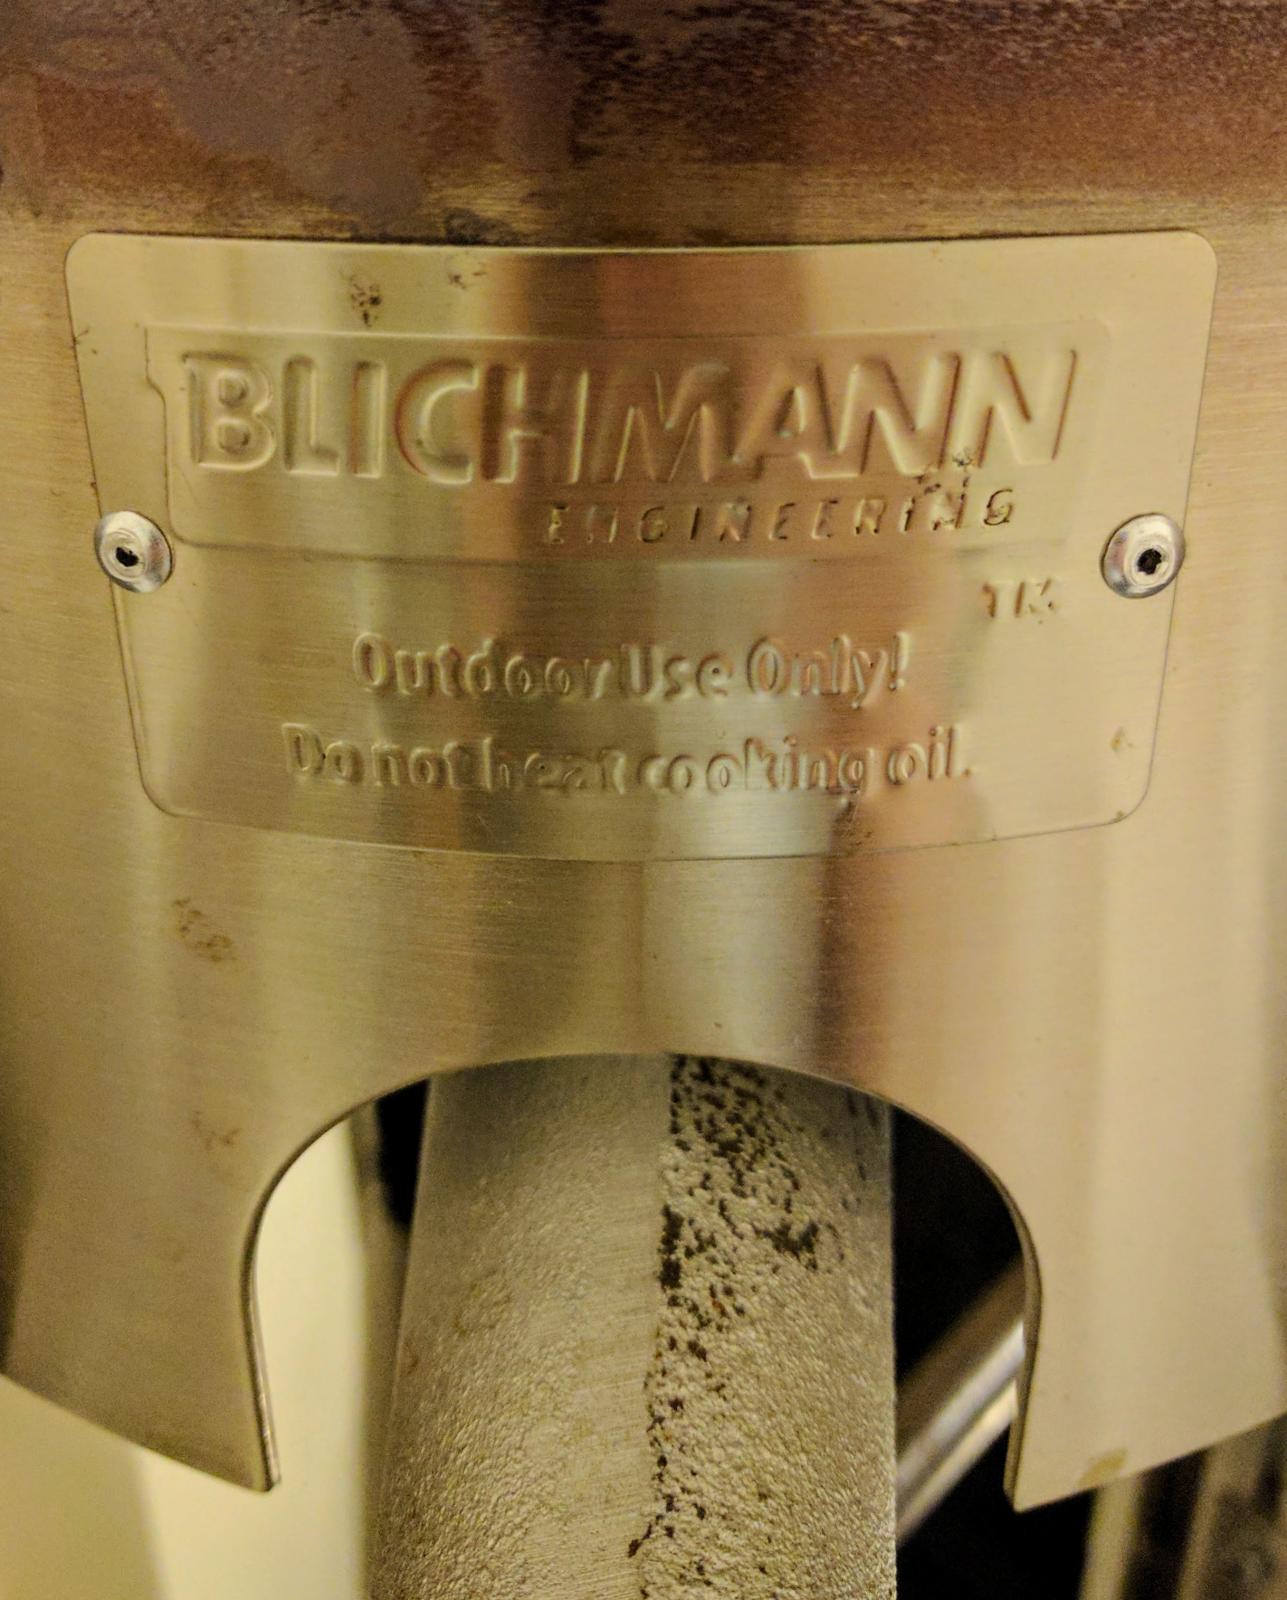 BLICHMANN
ENGINEERING
TM
Outdoor Use Only!
Do not heat cooking oil.